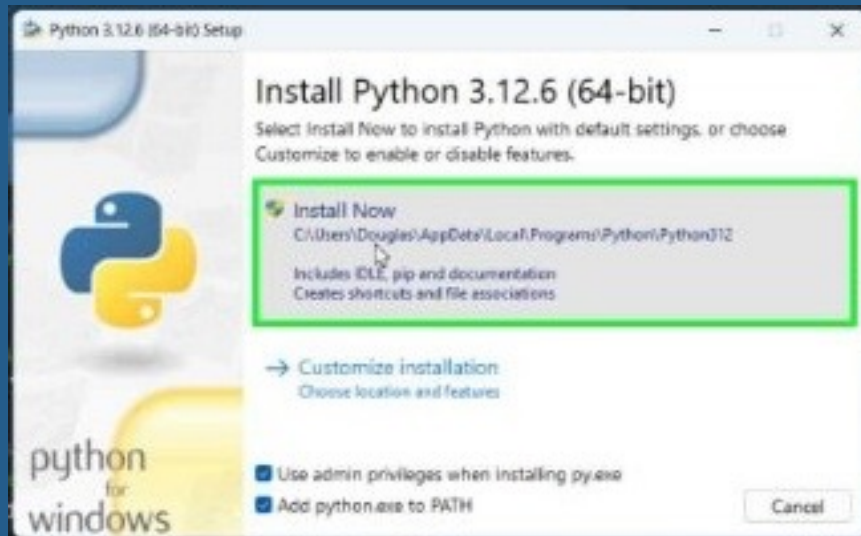 Python 3.12.6 (64-bit) Setup
Install Python 3.12.6 (64-bit)
Select Install Now to install Python with default settings, or choose
Customize to enable or disable features.
Install Now
C:\Users\Douglas\AppData\Local\Programs\Python\Python312
Includes IDLE, pip and documentation
Creates shortcuts and file associations
→ Customize installation
Choose location and features
python
for
windows
Use admin privileges when installing py.exe
Add python.exe to PATH
Cancel